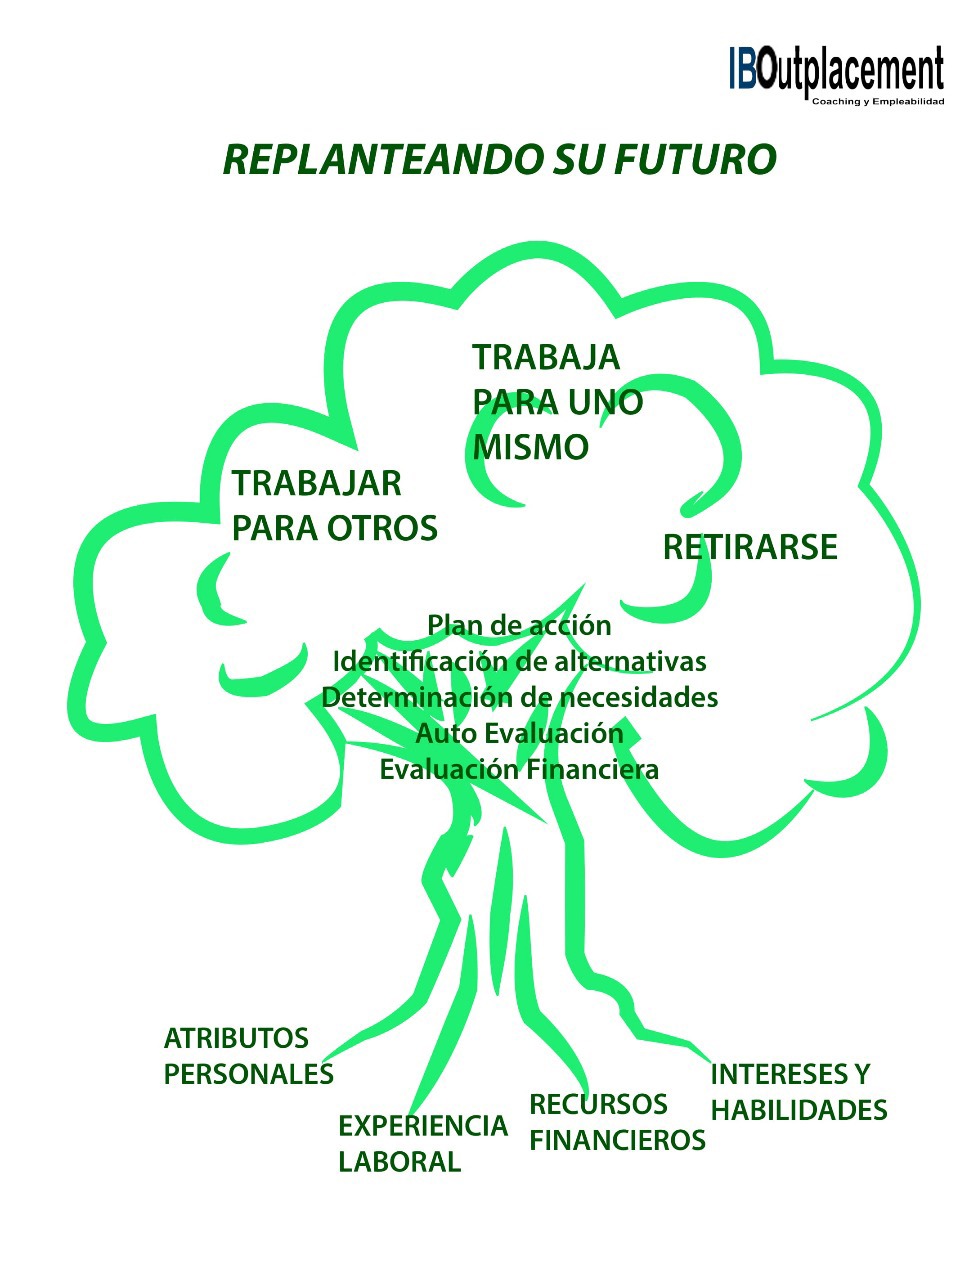 IBOutplacement
Coaching y Empleabilidad
REPLANTEANDO SU FUTURO
TRABAJA
PARA UNO
MISMO
TRABAJAR
PARA OTROS
RETIRARSE
Plan de acción
Identificación de alternativas
Determinación de necesidades
Auto Evaluación
Evaluación Financiera
ATRIBUTOS
PERSONALES
EXPERIENCIA
LABORAL
RECURSOS
FINANCIEROS
INTERESES Y
HABILIDADES